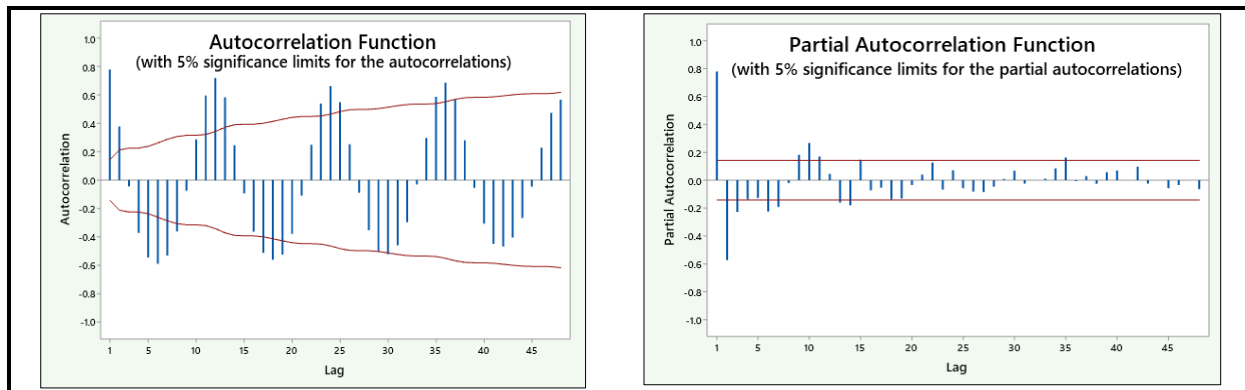 Autocorrelation Function
(with 5% significance limits for the autocorrelations)
1.0
0.8
0.6
0.4
0.2
0.0
-0.2
-0.4
-0.6
-0.8
-1.0
Autocorrelation
1 5 10 15 20 25 30 35 40 45
Lag
Partial Autocorrelation Function
(with 5% significance limits for the partial autocorrelations)
1.0
0.8
0.6
0.4
0.2
0.0
-0.2
-0.4
-0.6
-0.8
-1.0
Partial Autocorrelation
1 5 10 15 20 25 30 35 40 45
Lag